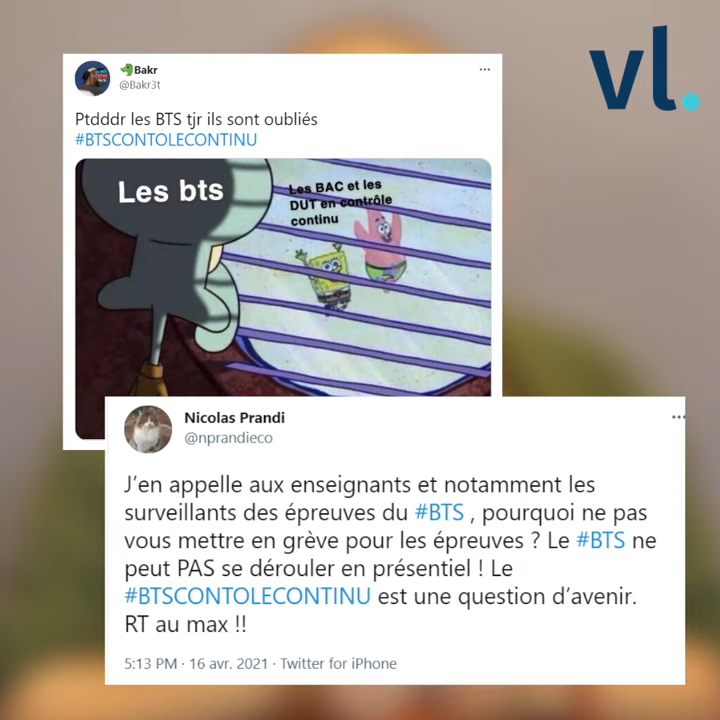 vl.
Bakr
@Bakr3t
Ptdddr les BTS tjr ils sont oubliés
#BTSCONTOLECONTINU
Les bts
Les BAC et les
DUT en contrôle
continu
Nicolas Prandi
@nprandieco
J'en appelle aux enseignants et notamment les
surveillants des épreuves du #BTS , pourquoi ne pas
vous mettre en grève pour les épreuves ? Le #BTS ne
peut PAS se dérouler en présentiel ! Le
#BTSCONTOLECONTINU est une question d'avenir.
RT au max !!
5:13 PM · 16 avr. 2021 · Twitter for iPhone